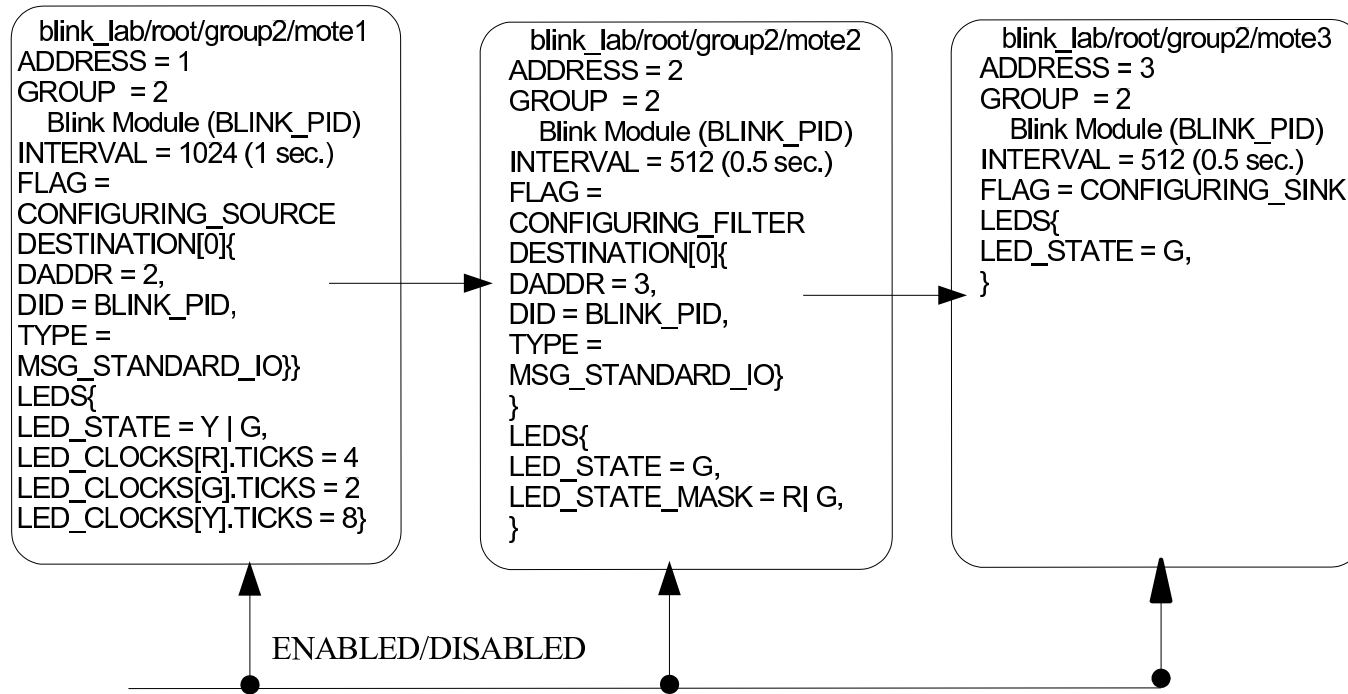 blink_lab/root/group2/mote1
ADDRESS = 1
GROUP = 2
Blink Module (BLINK_PID)
INTERVAL = 1024 (1 sec.)
FLAG =
CONFIGURING_SOURCE
DESTINATION[0]{
DADDR = 2,
DID = BLINK_PID,
TYPE =
MSG_STANDARD_IO}}
LEDS{
LED_STATE = Y | G,
LED_CLOCKS[R].TICKS = 4
LED_CLOCKS[G].TICKS = 2
LED_CLOCKS[Y].TICKS = 8}
blink_lab/root/group2/mote2
ADDRESS = 2
GROUP = 2
Blink Module (BLINK_PID)
INTERVAL = 512 (0.5 sec.)
FLAG =
CONFIGURING_FILTER
DESTINATION[0]{
DADDR = 3,
DID = BLINK_PID,
TYPE =
MSG_STANDARD_IO}
}
LEDS{
LED_STATE = G,
LED_STATE_MASK = R| G,
}
blink_lab/root/group2/mote3
ADDRESS = 3
GROUP = 2
Blink Module (BLINK_PID)
INTERVAL = 512 (0.5 sec.)
FLAG = CONFIGURING_SINK
LEDS{
LED_STATE = G,
}
ENABLED/DISABLED